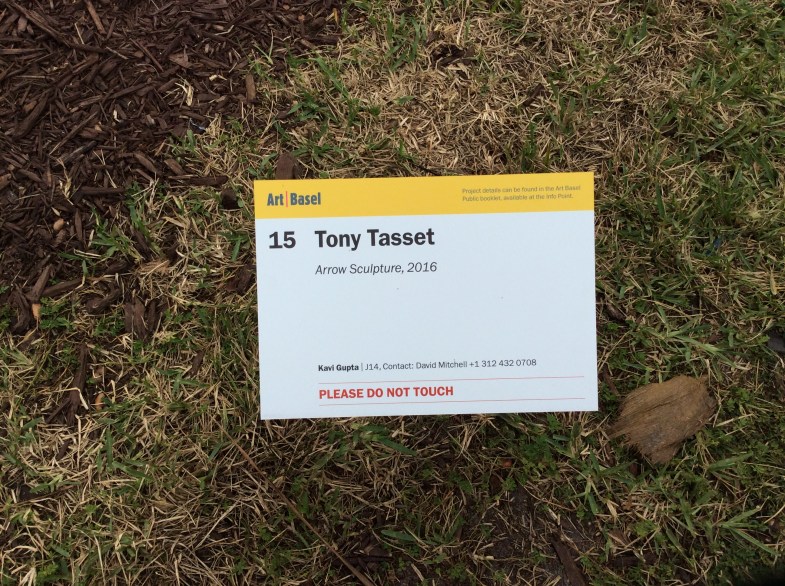 Art|Basel
Project details can be found in the Art Basel
Public booklet, available at the Info Point.
15 Tony Tasset
Arrow Sculpture, 2016
Kavi Gupta | J14, Contact: David Mitchell +1 312 432 0708
PLEASE DO NOT TOUCH